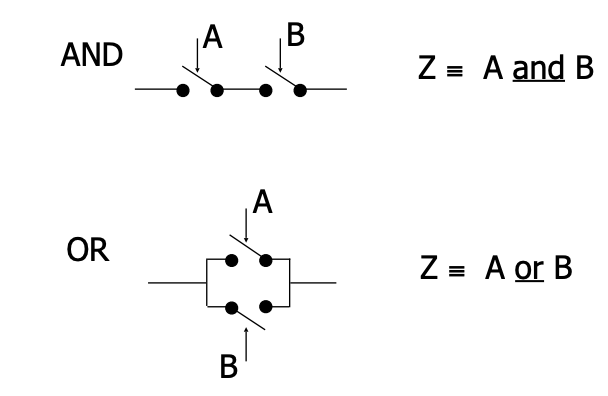 A B
AND Z ≡ A and B
A
OR Z ≡ A or B
B